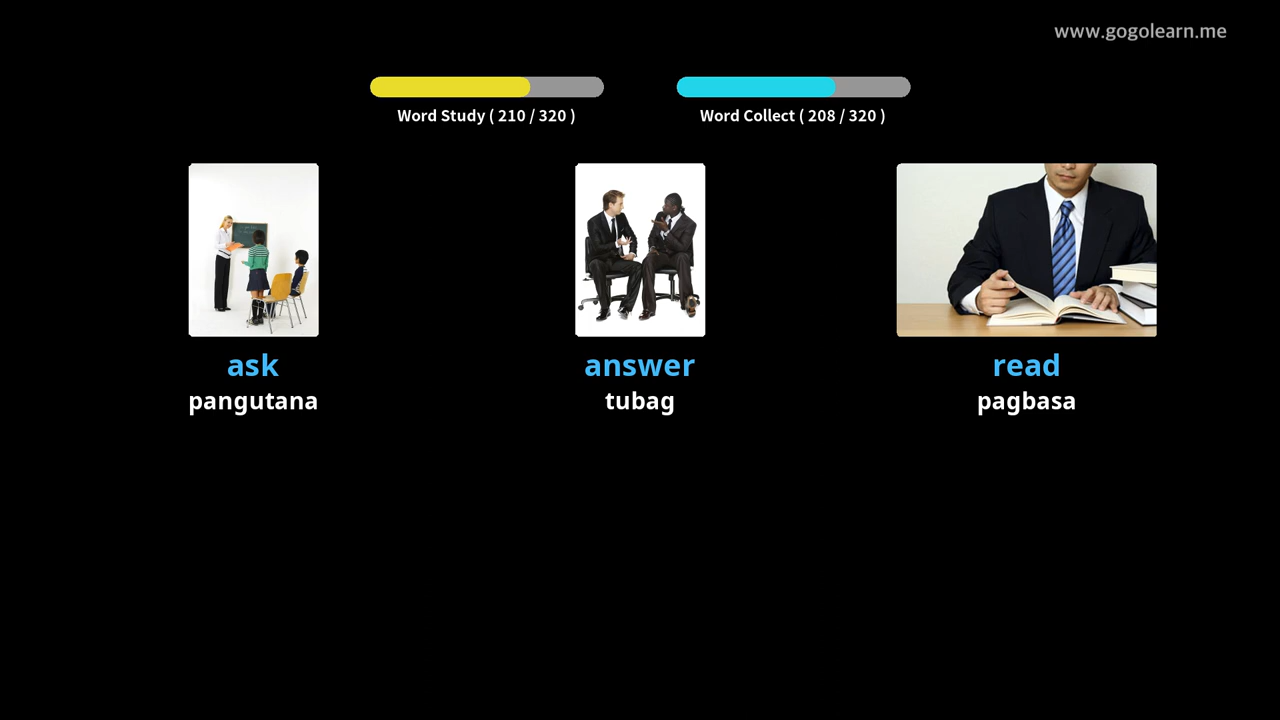 www.gogolearn.me
Word Study ( 210 / 320 )
Word Collect ( 208 / 320 )
ask
pangutana
answer
tubag
read
pagbasa